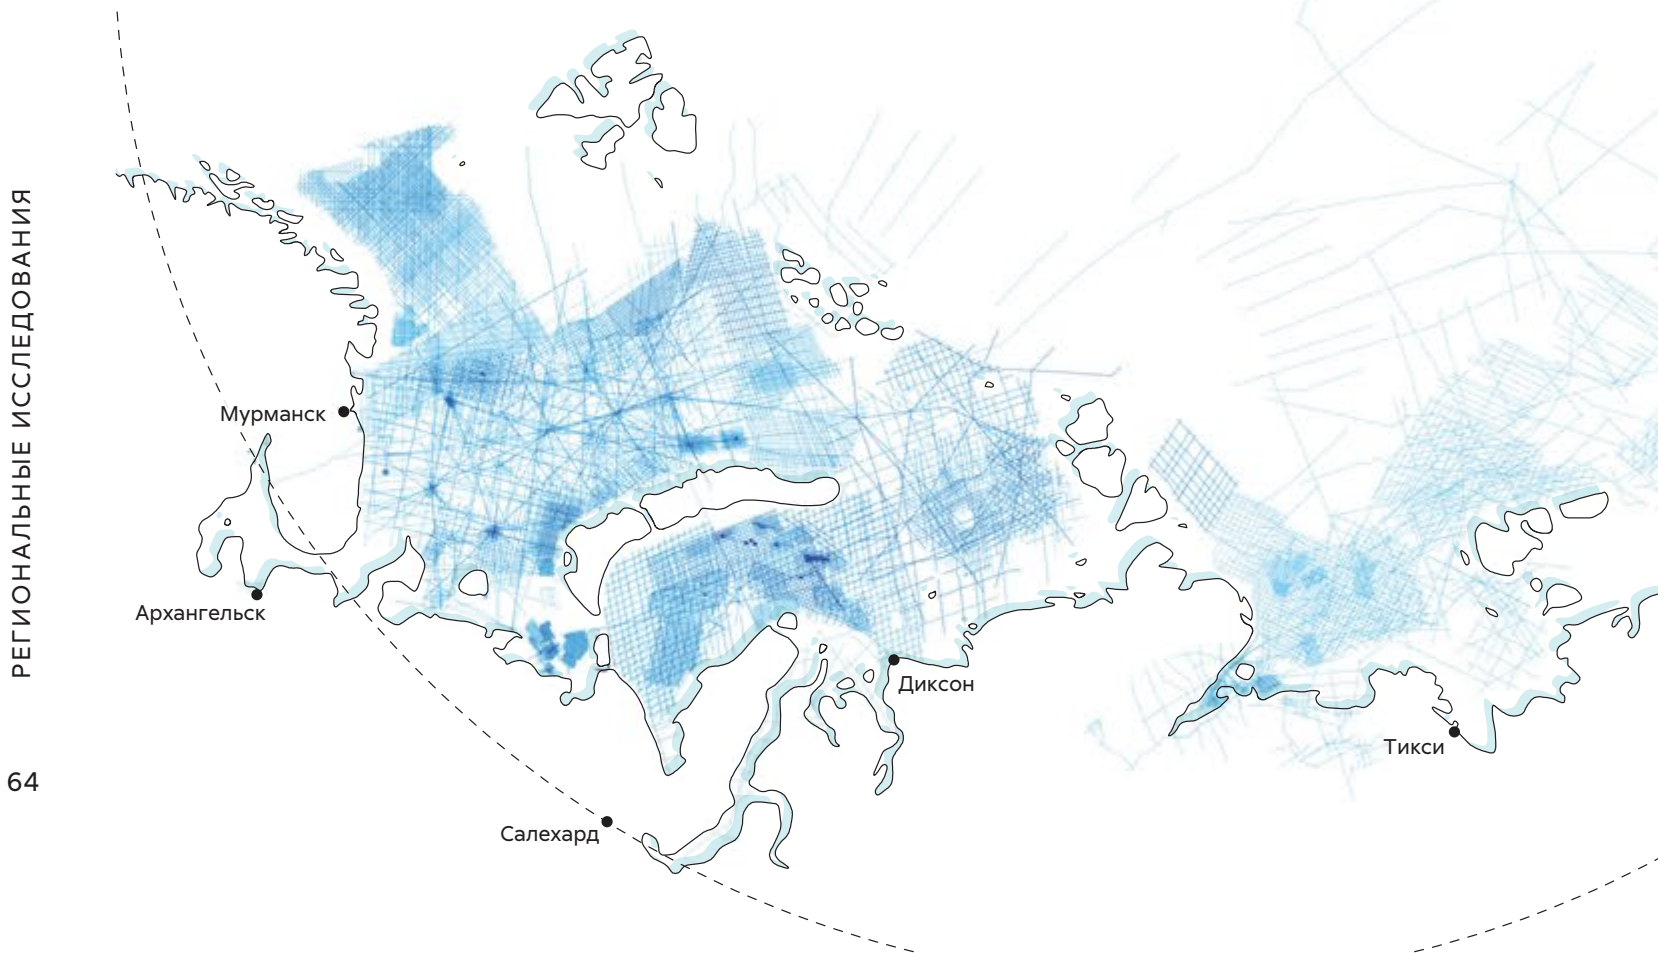 РЕГИОНАЛЬНЫЕ ИССЛЕДОВАНИЯ
64
Мурманск
Архангельск
Салехард
Диксон
Тикси